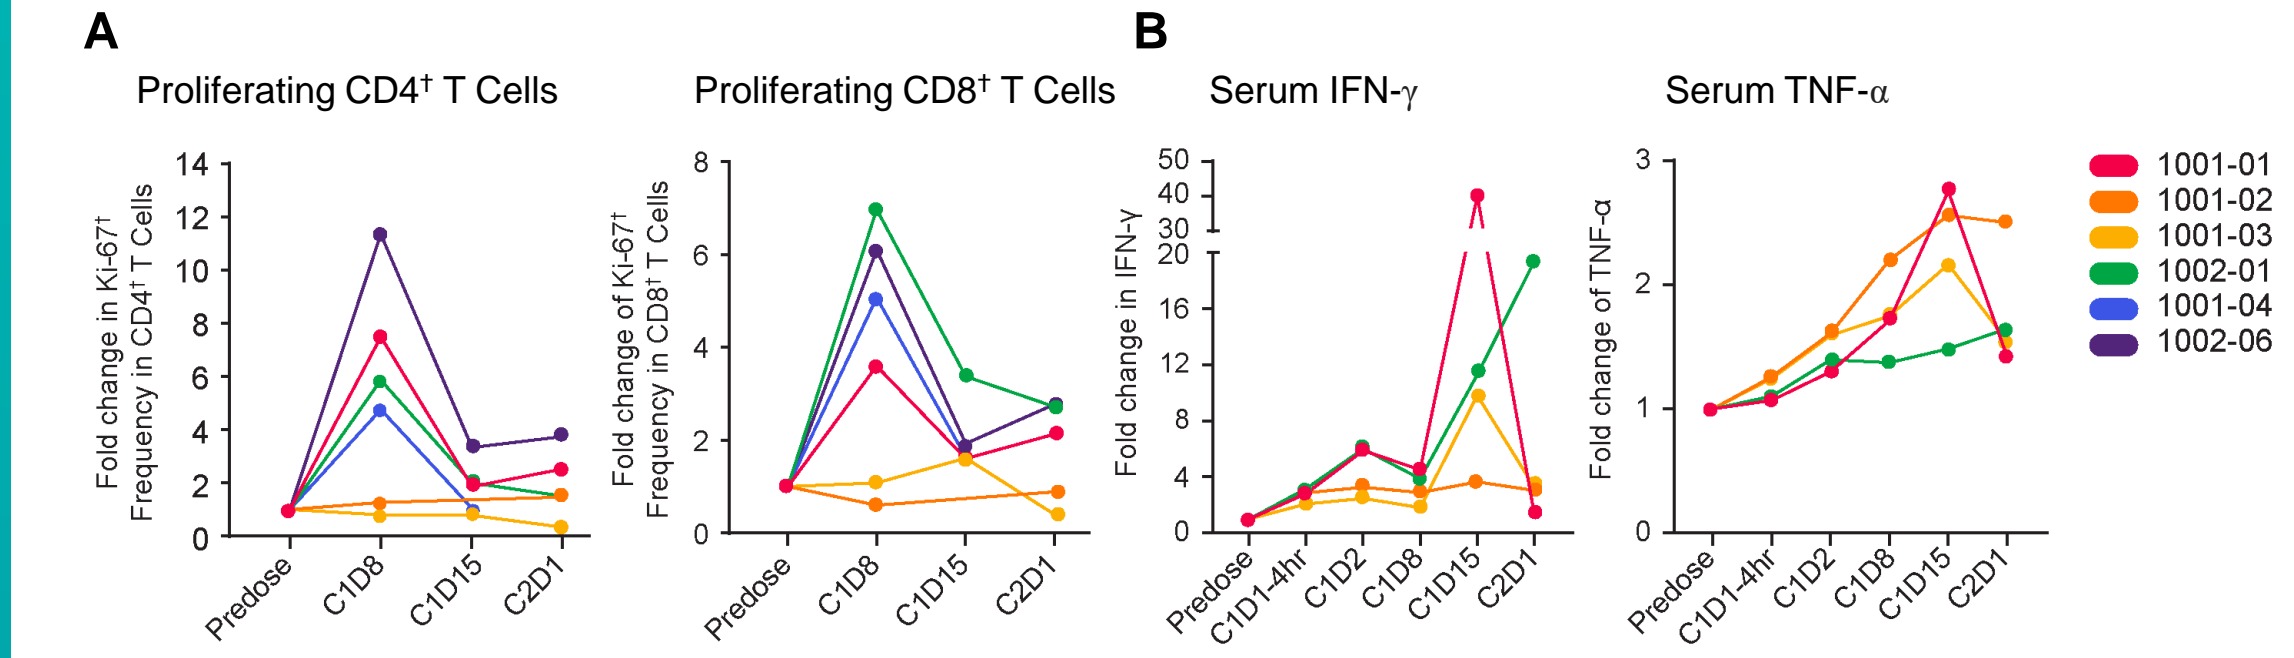 A
Proliferating CD4† T Cells
Fold change in Ki-67†
Frequency in CD4† T Cells
14
12
10
8
6
4
2
0
Predose
C1D8
C1D15
C2D1
Proliferating CD8† T Cells
Fold change of Ki-67†
Frequency in CD8† T Cells
8
6
4
2
0
Predose
C1D8
C1D15
C2D1
B
Serum IFN-γ
Fold change in IFN-γ
50
40
30
20
16
12
8
4
0
Predose
C1D1-4hr
C1D2
C1D8
C1D15
C2D1
Serum TNF-α
Fold change of TNF-α
3
2
1
0
Predose
C1D1-4hr
C1D2
C1D8
C1D15
C2D1
1001-01
1001-02
1001-03
1002-01
1001-04
1002-06